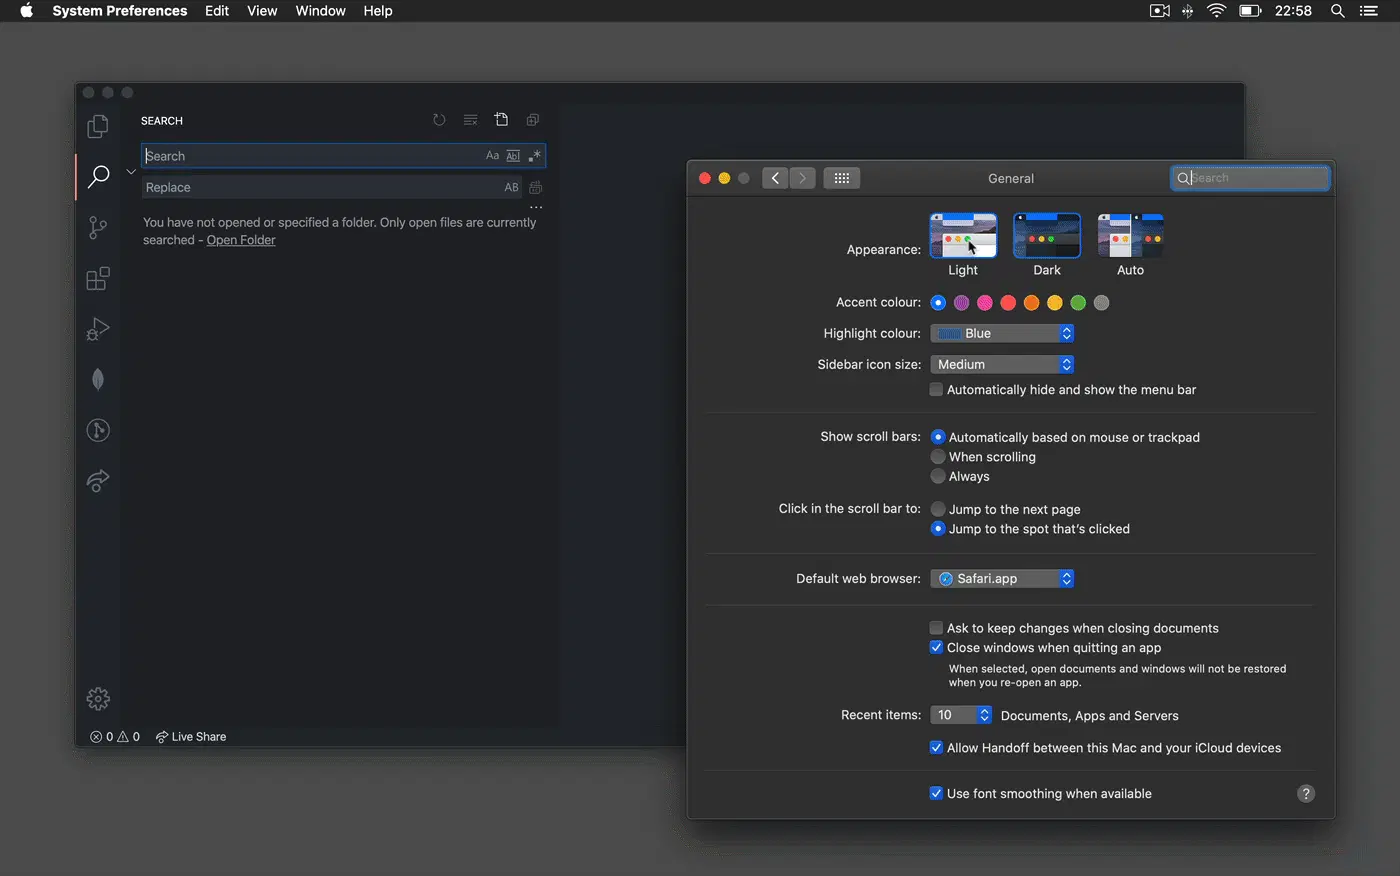 System Preferences Edit View Window Help 22:58
SEARCH
Search Aa Abl .*
Replace AB
...
You have not opened or specified a folder. Only open files are currently
searched - Open Folder
0 0 Live Share
General Search
Appearance:
Light Dark Auto
Accent colour:
Highlight colour: Blue
Sidebar icon size: Medium
Automatically hide and show the menu bar
Show scroll bars: Automatically based on mouse or trackpad
When scrolling
Always
Click in the scroll bar to: Jump to the next page
Jump to the spot that's clicked
Default web browser: Safari.app
Ask to keep changes when closing documents
Close windows when quitting an app
When selected, open documents and windows will not be restored
when you re-open an app.
Recent items: 10 Documents, Apps and Servers
Allow Handoff between this Mac and your iCloud devices
Use font smoothing when available ?